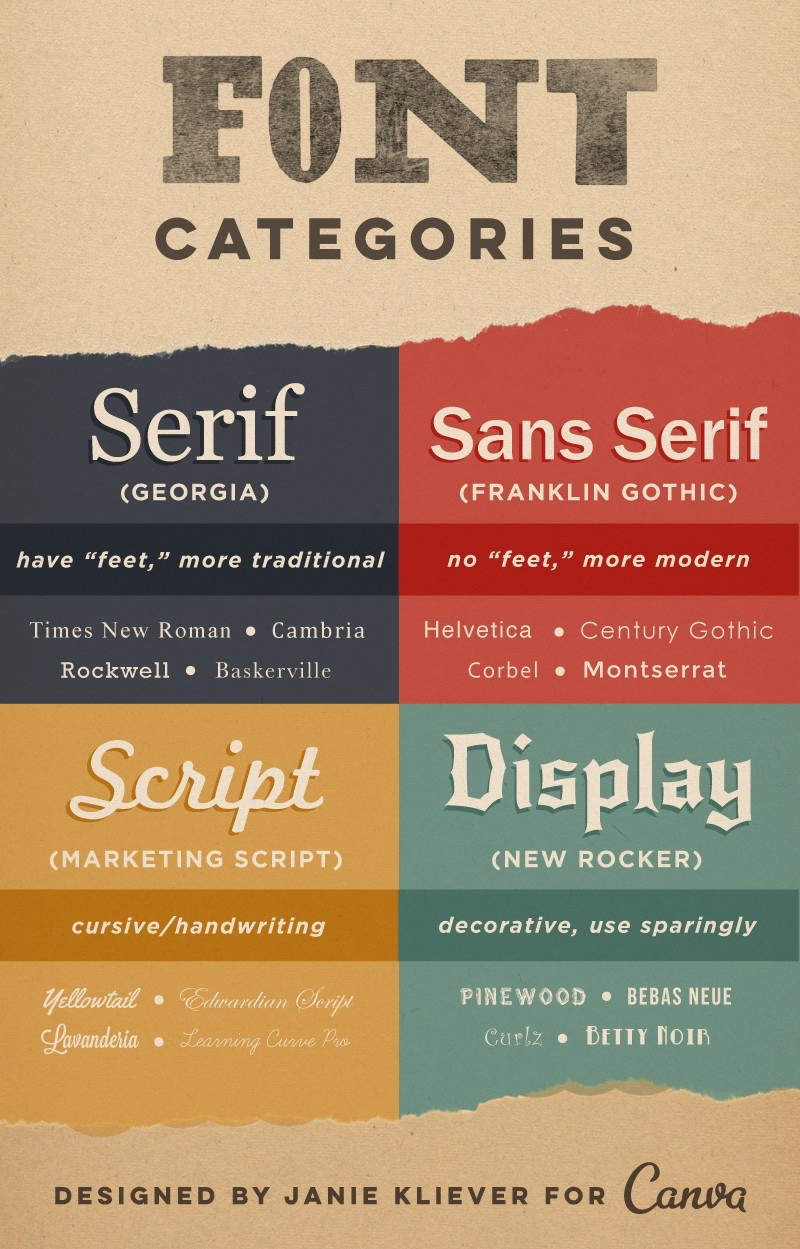 FONT
CATEGORIES
Serif
(GEORGIA)
have “feet,” more traditional
Times New Roman • Cambria
Rockwell • Baskerville
Sans Serif
(FRANKLIN GOTHIC)
no “feet,” more modern
Helvetica • Century Gothic
Corbel • Montserrat
Script
(MARKETING SCRIPT)
cursive/handwriting
Yellowtail • Edwardian Script
Lavanderia • Learning Curve Pro
Display
(NEW ROCKER)
decorative, use sparingly
PINEWOOD • BEBAS NEUE
Curlz • BETTY NOIR
DESIGNED BY JANIE KLIEVER FOR Canva